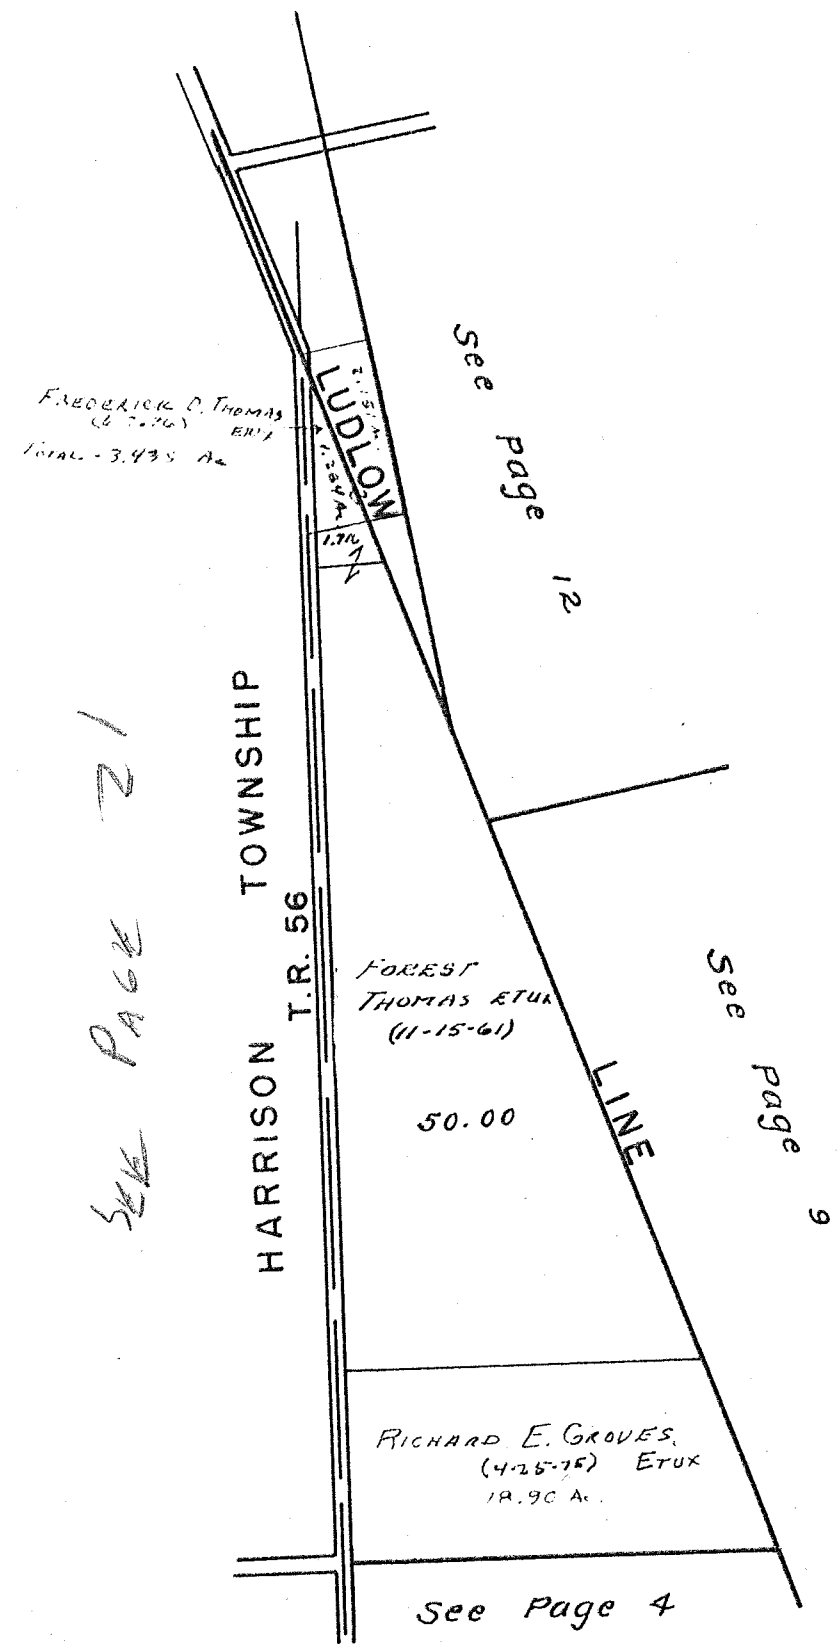 See page 12
FREDERICK D. THOMAS
ETUX
TOTAL - 3.435 Ac
LUDLOW
TOWNSHIP
SEE PAGE 21
T.R. 56
HARRISON
FOREST
THOMAS ETUX
(11-15-61)
50.00
See page 9
LINE
RICHARD E. GROVES,
(4-25-75) ETUX
18.90 Ac.
See Page 4